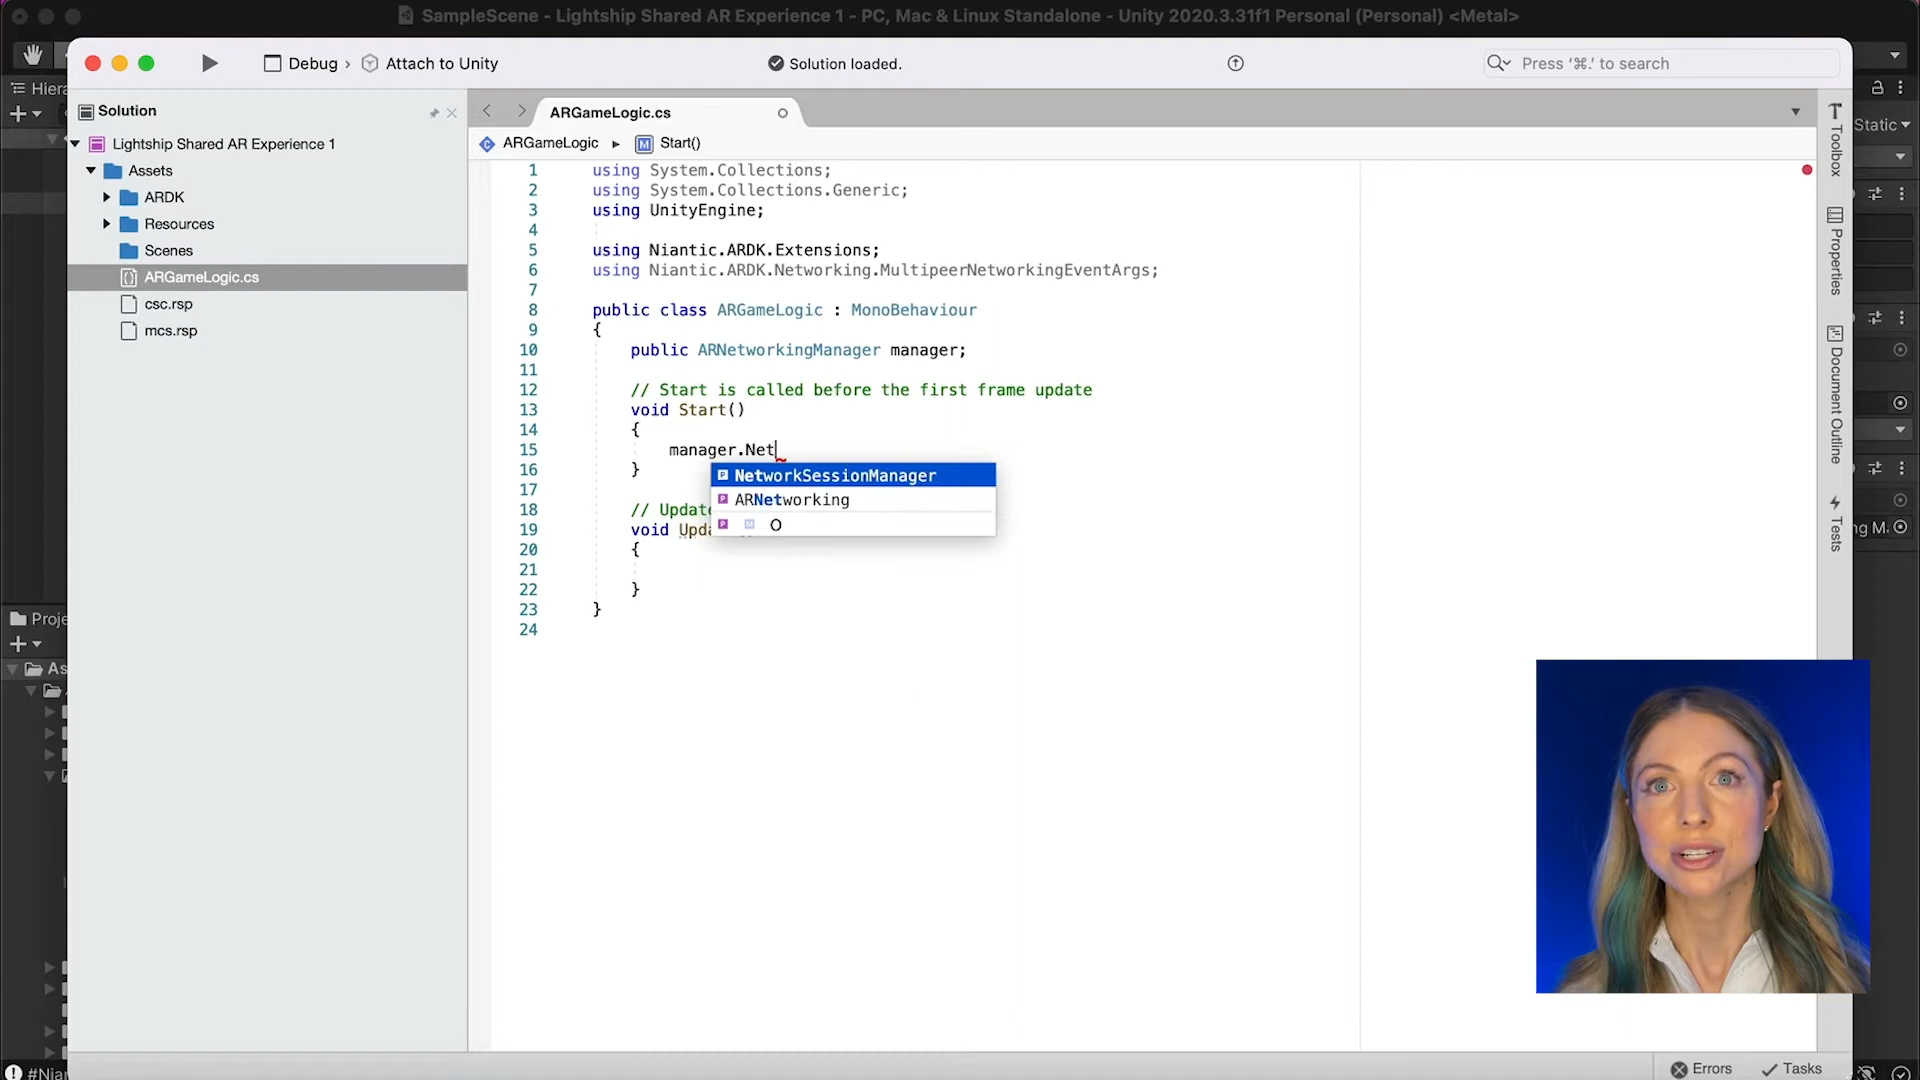 SampleScene - Lightship Shared AR Experience 1 - PC, Mac & Linux Standalone - Unity 2020.3.31f1 Personal (Personal) <Metal>
Debug › Attach to Unity
Solution loaded.
Press '⌘.' to search
Hiera
Static
Solution
Lightship Shared AR Experience 1
Assets
ARDK
Resources
Scenes
ARGameLogic.cs
csc.rsp
mcs.rsp
ARGameLogic.cs
ARGameLogic ▸ M Start()
1 using System.Collections;
2 using System.Collections.Generic;
3 using UnityEngine;
4
5 using Niantic.ARDK.Extensions;
6 using Niantic.ARDK.Networking.MultipeerNetworkingEventArgs;
7
8 public class ARGameLogic : MonoBehaviour
9 {
10 public ARNetworkingManager manager;
11
12 // Start is called before the first frame update
13 void Start()
14 {
15 manager.Net
16 }
17
18 // Update
19 void Upda
20 {
21
22 }
23 }
24
P NetworkSessionManager
P ARNetworking
P M O
Toolbox
Properties
Document Outline
Tests
ng M
Proje
As
#Nian
Errors
Tasks